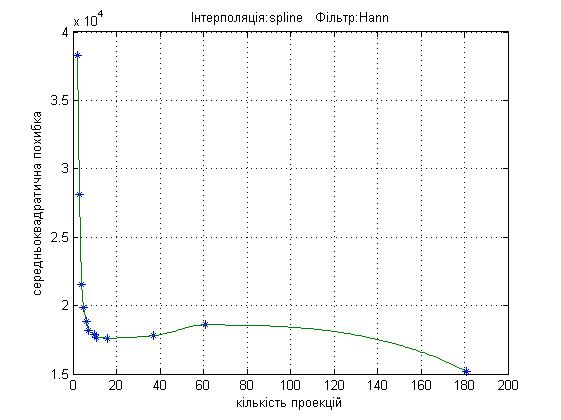 Інтерполяція:spline Фільтр:Hann
x 10^4
4
3.5
3
2.5
2
1.5
середньоквадратична похибка
0 20 40 60 80 100 120 140 160 180 200
кількість проекцій